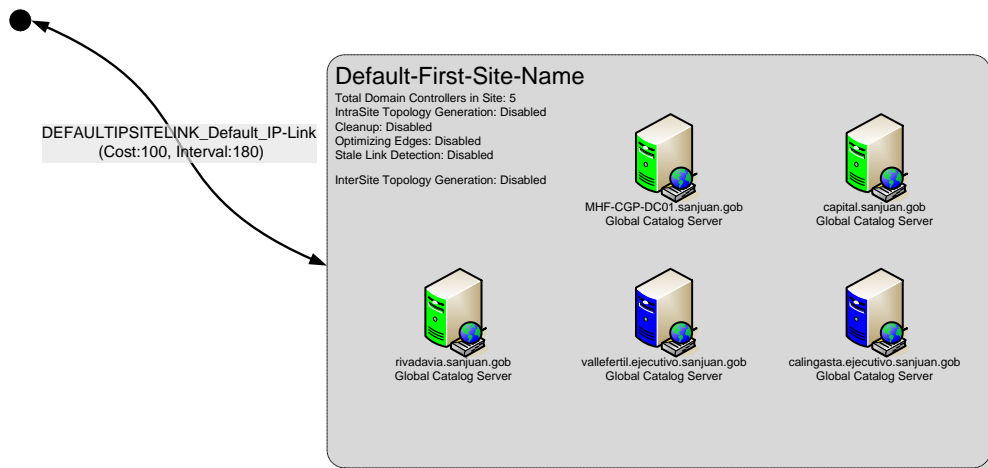 Default-First-Site-Name
Total Domain Controllers in Site: 5
IntraSite Topology Generation: Disabled
Cleanup: Disabled
Optimizing Edges: Disabled
Stale Link Detection: Disabled
InterSite Topology Generation: Disabled
DEFAULTIPSITELINK_Default_IP-Link
(Cost:100, Interval:180)
MHF-CGP-DC01.sanjuan.gob
Global Catalog Server
capital.sanjuan.gob
Global Catalog Server
rivadavia.sanjuan.gob
Global Catalog Server
vallefertil.ejecutivo.sanjuan.gob
Global Catalog Server
calingasta.ejecutivo.sanjuan.gob
Global Catalog Server